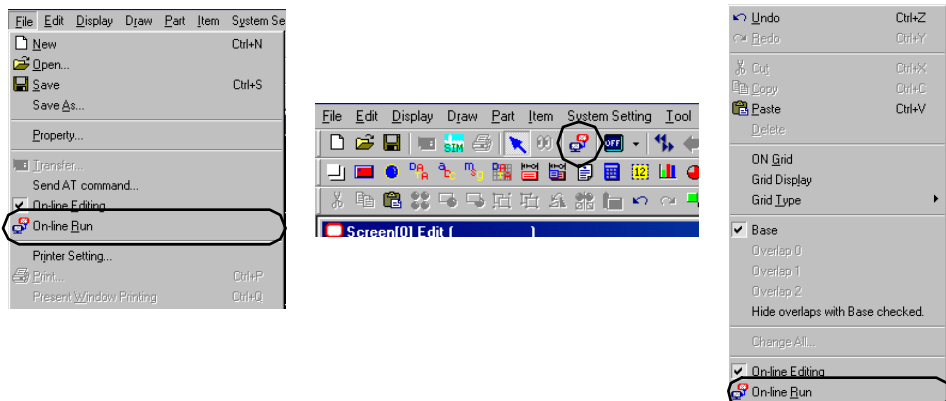 File Edit Display Draw Part Item System Se
New Ctrl+N
Open...
Save Ctrl+S
Save As...
Property...
Transfer...
Send AT command...
On-line Editing
On-line Run
Printer Setting...
Print... Ctrl+P
Present Window Printing Ctrl+Q
File Edit Display Draw Part Item System Setting Tool
SIM
OFF
12
Screen[0] Edit ( )
Undo Ctrl+Z
Redo Ctrl+Y
Cut Ctrl+X
Copy Ctrl+C
Paste Ctrl+V
Delete
ON Grid
Grid Display
Grid Type
Base
Overlap 0
Overlap 1
Overlap 2
Hide overlaps with Base checked.
Change All...
On-line Editing
On-line Run